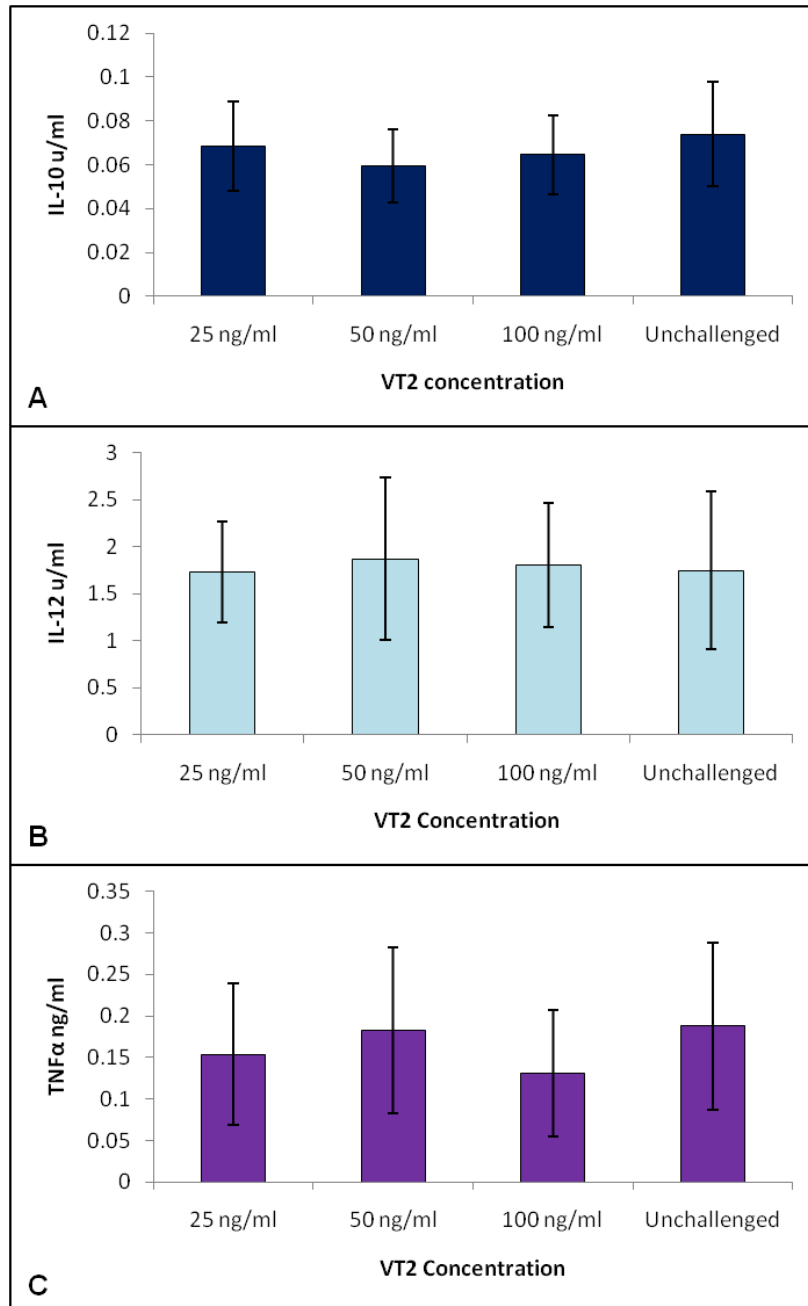 0.12
0.1
0.08
0.06
0.04
0.02
0
IL-10 u/ml
25 ng/ml 50 ng/ml 100 ng/ml Unchallenged
VT2 concentration
A
3
2.5
2
1.5
1
0.5
0
IL-12 u/ml
25 ng/ml 50 ng/ml 100 ng/ml Unchallenged
VT2 Concentration
B
0.35
0.3
0.25
0.2
0.15
0.1
0.05
0
TNFα ng/ml
25 ng/ml 50 ng/ml 100 ng/ml Unchallenged
VT2 Concentration
C